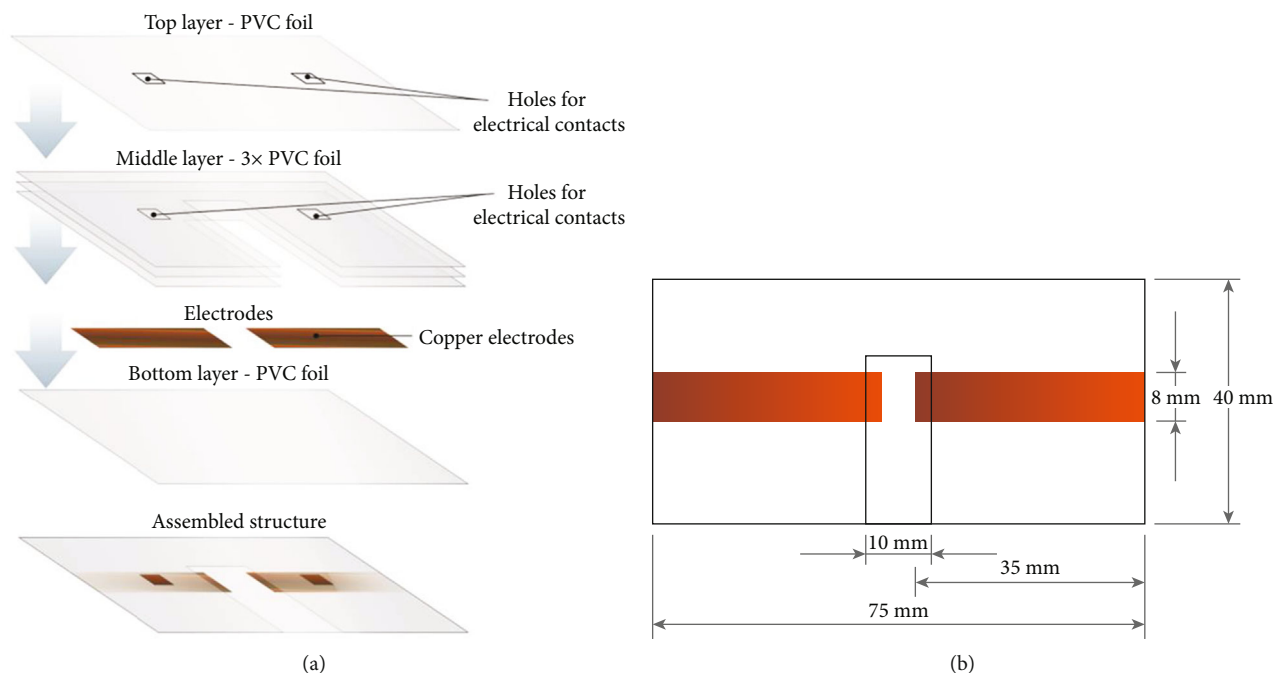 Top layer - PVC foil
Holes for
electrical contacts
Middle layer - 3× PVC foil
Holes for
electrical contacts
Electrodes
Copper electrodes
Bottom layer - PVC foil
Assembled structure
(a)
8 mm
40 mm
10 mm
35 mm
75 mm
(b)